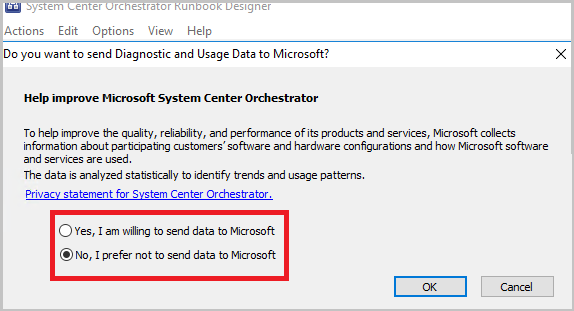 System Center Orchestrator Runbook Designer
Actions Edit Options View Help
Do you want to send Diagnostic and Usage Data to Microsoft?
Help improve Microsoft System Center Orchestrator
To help improve the quality, reliability, and performance of its products and services, Microsoft collects
information about participating customers' software and hardware configurations and how Microsoft software
and services are used.
The data is analyzed statistically to identify trends and usage patterns.
Privacy statement for System Center Orchestrator.
Yes, I am willing to send data to Microsoft
No, I prefer not to send data to Microsoft
OK Cancel